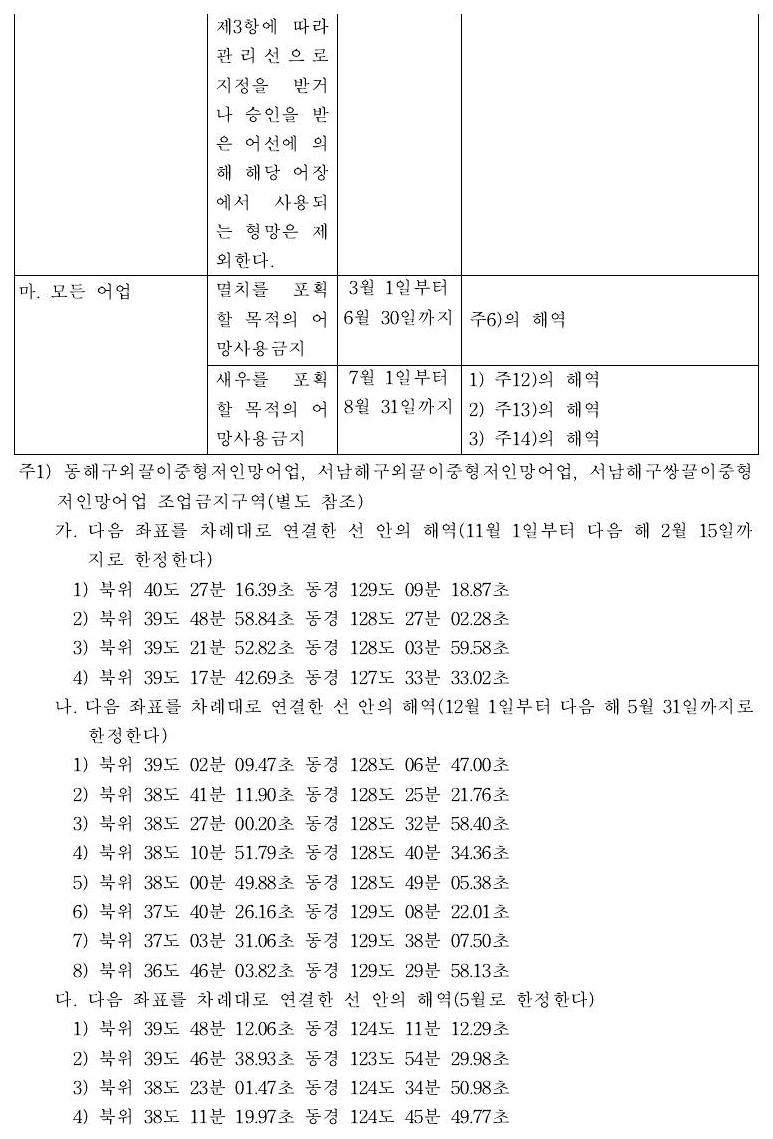 제3항에 따라
관리선으로
지정을 받거
나 승인을 받
은 어선에 의
해 해당 어장
에서 사용되
는 형망은 제
외한다.
마. 모든 어업
멸치를 포획
할 목적의 어
망사용금지
3월 1일부터
6월 30일까지
주6)의 해역
새우를 포획
할 목적의 어
망사용금지
7월 1일부터
8월 31일까지
1) 주12)의 해역
2) 주13)의 해역
3) 주14)의 해역
주1) 동해구외끌이중형저인망어업, 서남해구외끌이중형저인망어업, 서남해구쌍끌이중형
저인망어업 조업금지구역(별도 참조)
가. 다음 좌표를 차례대로 연결한 선 안의 해역(11월 1일부터 다음 해 2월 15일까
지로 한정한다)
1) 북위 40도 27분 16.39초 동경 129도 09분 18.87초
2) 북위 39도 48분 58.84초 동경 128도 27분 02.28초
3) 북위 39도 21분 52.82초 동경 128도 03분 59.58초
4) 북위 39도 17분 42.69초 동경 127도 33분 33.02초
나. 다음 좌표를 차례대로 연결한 선 안의 해역(12월 1일부터 다음 해 5월 31일까지로
한정한다)
1) 북위 39도 02분 09.47초 동경 128도 06분 47.00초
2) 북위 38도 41분 11.90초 동경 128도 25분 21.76초
3) 북위 38도 27분 00.20초 동경 128도 32분 58.40초
4) 북위 38도 10분 51.79초 동경 128도 40분 34.36초
5) 북위 38도 00분 49.88초 동경 128도 49분 05.38초
6) 북위 37도 40분 26.16초 동경 129도 08분 22.01초
7) 북위 37도 03분 31.06초 동경 129도 38분 07.50초
8) 북위 36도 46분 03.82초 동경 129도 29분 58.13초
다. 다음 좌표를 차례대로 연결한 선 안의 해역(5월로 한정한다)
1) 북위 39도 48분 12.06초 동경 124도 11분 12.29초
2) 북위 39도 46분 38.93초 동경 123도 54분 29.98초
3) 북위 38도 23분 01.47초 동경 124도 34분 50.98초
4) 북위 38도 11분 19.97초 동경 124도 45분 49.77초